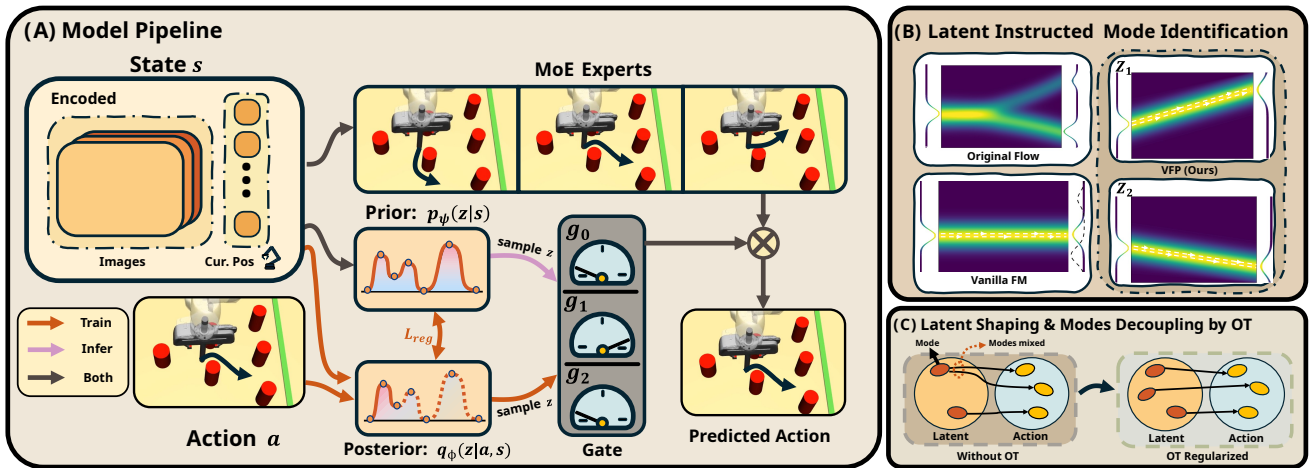 (A) Model Pipeline
State s
Encoded
Images
Cur. Pos
MoE Experts
Prior: pψ(z|s)
sample z
Lreg
Train
Infer
Both
Action a
Posterior: qϕ(z|a,s)
sample z
g0
g1
g2
Gate
Predicted Action
(B) Latent Instructed Mode Identification
Original Flow
Z1
VFP (Ours)
Vanilla FM
Z2
(C) Latent Shaping & Modes Decoupling by OT
Mode
Modes mixed
Latent
Action
Without OT
Latent
Action
OT Regularized